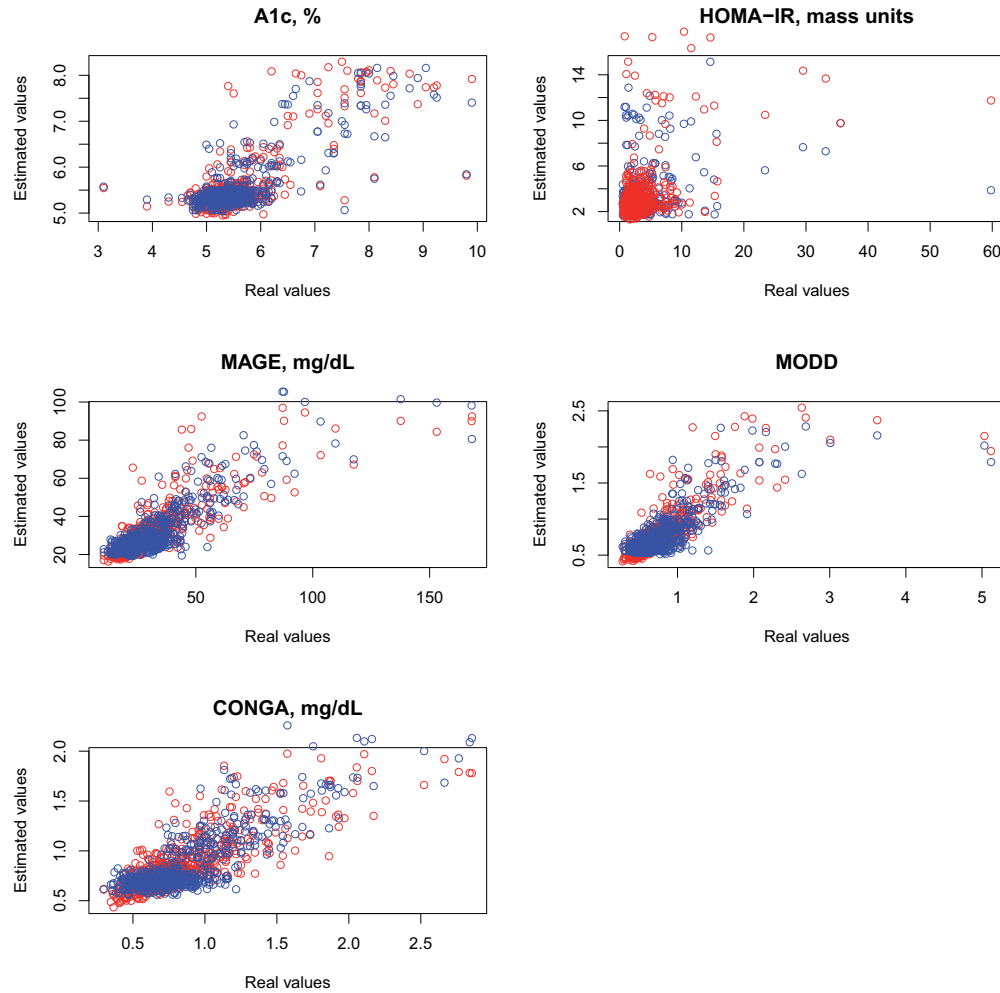 A1c, %
Estimated values
5.0 6.0 7.0 8.0
3 4 5 6 7 8 9 10
Real values
HOMA−IR, mass units
Estimated values
2 6 10 14
0 10 20 30 40 50 60
Real values
MAGE, mg/dL
Estimated values
20 40 60 80 100
50 100 150
Real values
MODD
Estimated values
0.5 1.5 2.5
1 2 3 4 5
Real values
CONGA, mg/dL
Estimated values
0.5 1.0 1.5 2.0
0.5 1.0 1.5 2.0 2.5
Real values